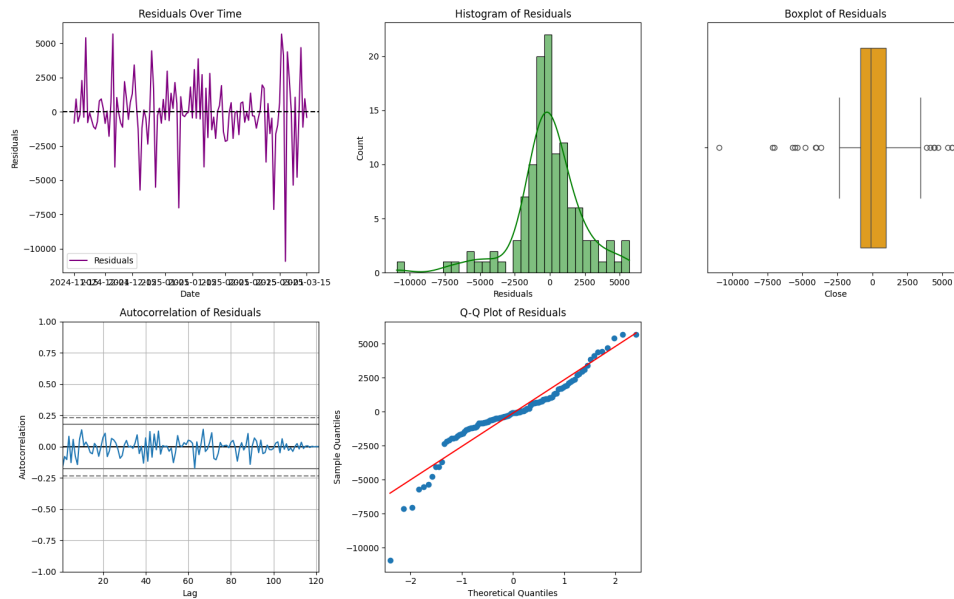 Residuals Over Time
Residuals
5000
2500
0
-2500
-5000
-7500
-10000
Residuals
Date
Histogram of Residuals
Count
20
15
10
5
0
-10000 -7500 -5000 -2500 0 2500 5000
Residuals
Boxplot of Residuals
-10000 -7500 -5000 -2500 0 2500 5000
Close
Autocorrelation of Residuals
Autocorrelation
1.00
0.75
0.50
0.25
0.00
-0.25
-0.50
-0.75
-1.00
20 40 60 80 100 120
Lag
Q-Q Plot of Residuals
Sample Quantiles
5000
2500
0
-2500
-5000
-7500
-10000
-2 -1 0 1 2
Theoretical Quantiles